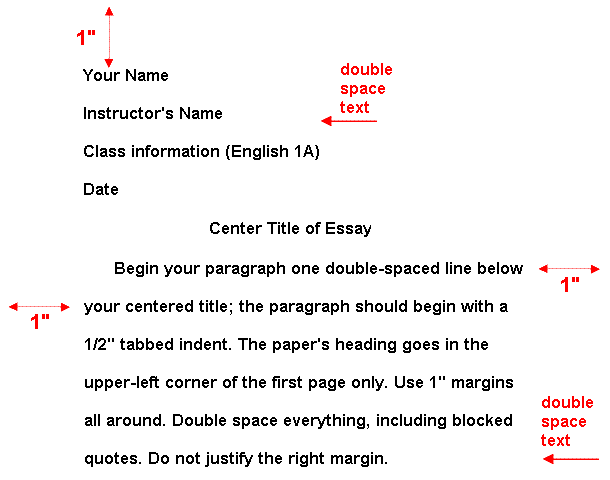 1"
Your Name
double
space
text
Instructor's Name
Class information (English 1A)
Date
Center Title of Essay
Begin your paragraph one double-spaced line below
1"
your centered title; the paragraph should begin with a
1"
1/2" tabbed indent. The paper's heading goes in the
upper-left corner of the first page only. Use 1" margins
all around. Double space everything, including blocked
quotes. Do not justify the right margin.
double
space
text